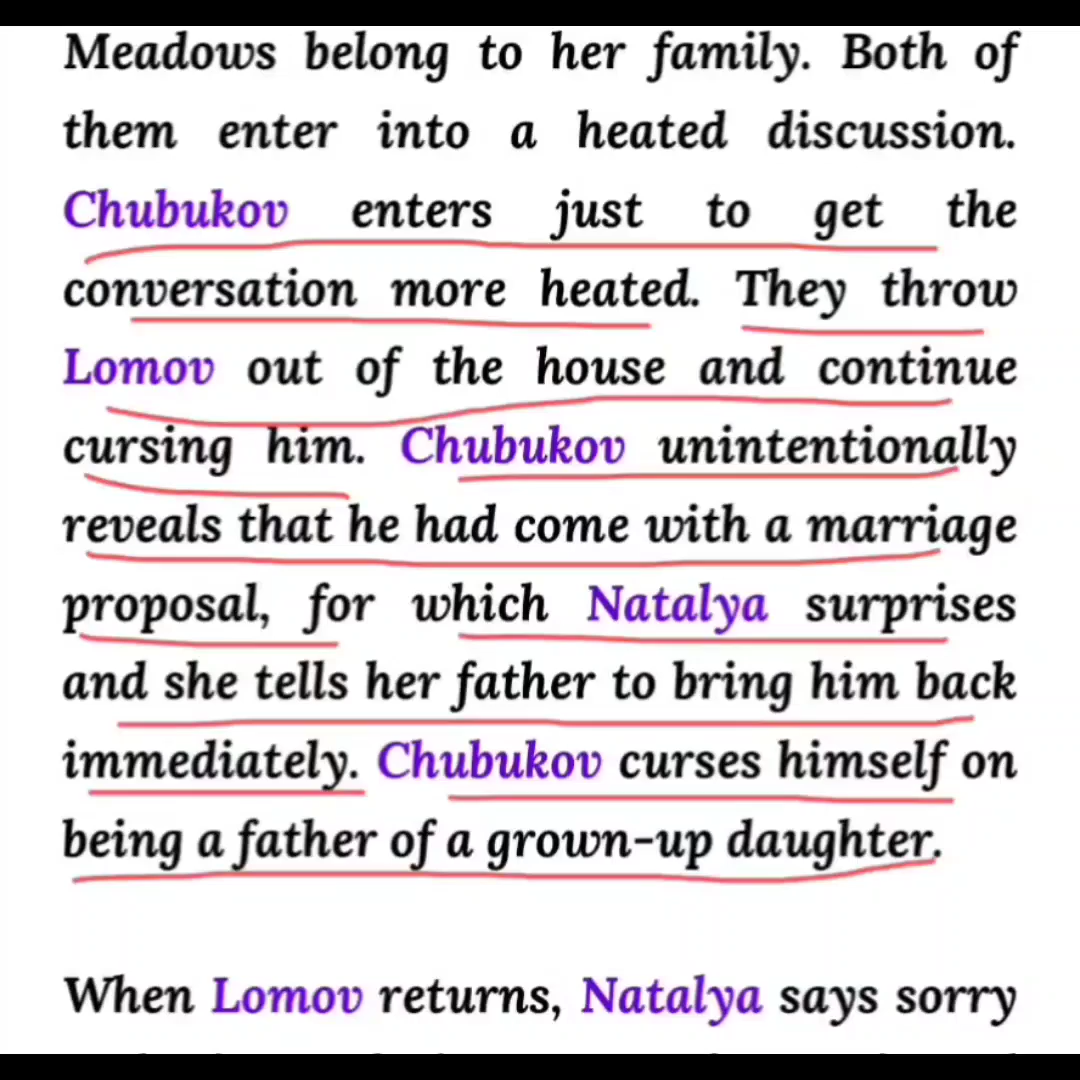 Meadows belong to her family. Both of
them enter into a heated discussion.
Chubukov enters just to get the
conversation more heated. They throw
Lomov out of the house and continue
cursing him. Chubukov unintentionally
reveals that he had come with a marriage
proposal, for which Natalya surprises
and she tells her father to bring him back
immediately. Chubukov curses himself on
being a father of a grown-up daughter.
When Lomov returns, Natalya says sorry